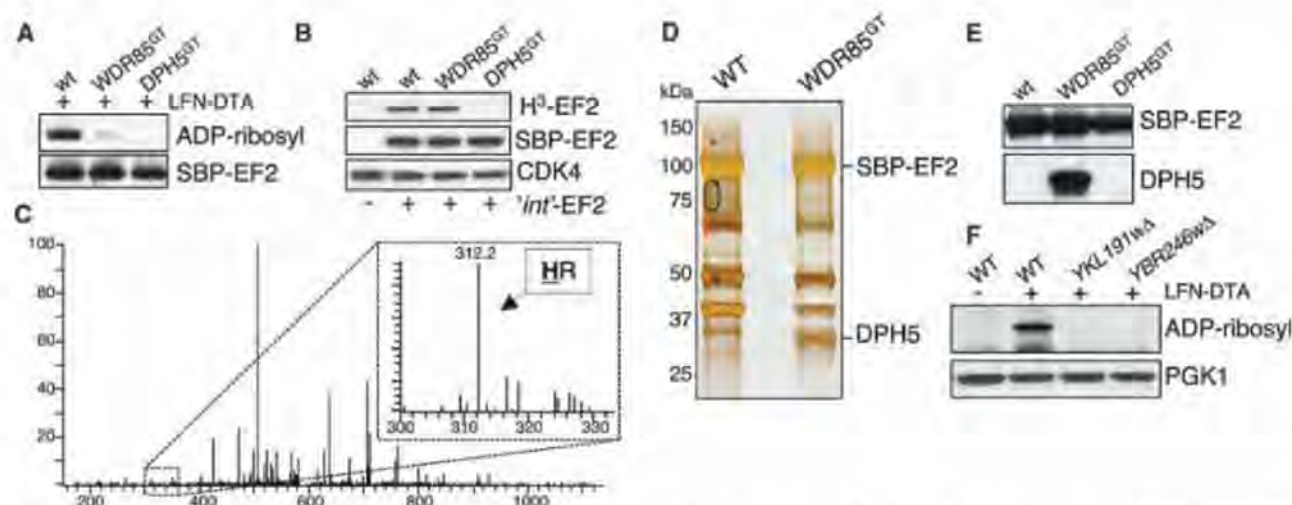 A
wt WDR85GT DPH5GT
+ + + LFN-DTA
ADP-ribosyl
SBP-EF2
B
wt wt WDR85GT DPH5GT
H3-EF2
SBP-EF2
CDK4
- + + + 'int'-EF2
C
100
80
60
40
20
200 400 600 800 1000
312.2
HR
300 310 320 330
D
WT WDR85GT
kDa
150
100
75
50
37
25
SBP-EF2
DPH5
E
wt WDR85GT DPH5GT
SBP-EF2
DPH5
F
WT WT YKL191wΔ YBR246wΔ
- + + + LFN-DTA
ADP-ribosyl
PGK1